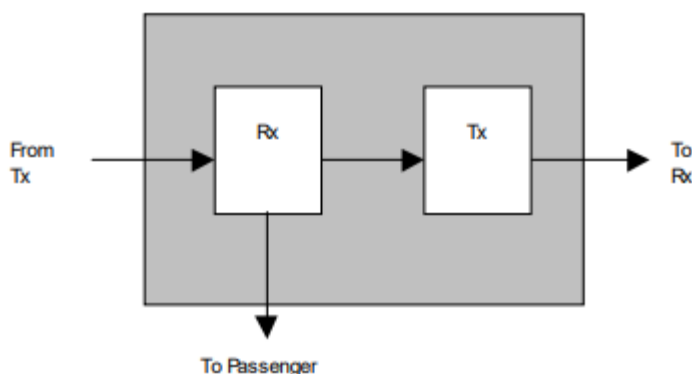 Rx
Tx
From
Tx
To
Rx
To Passenger